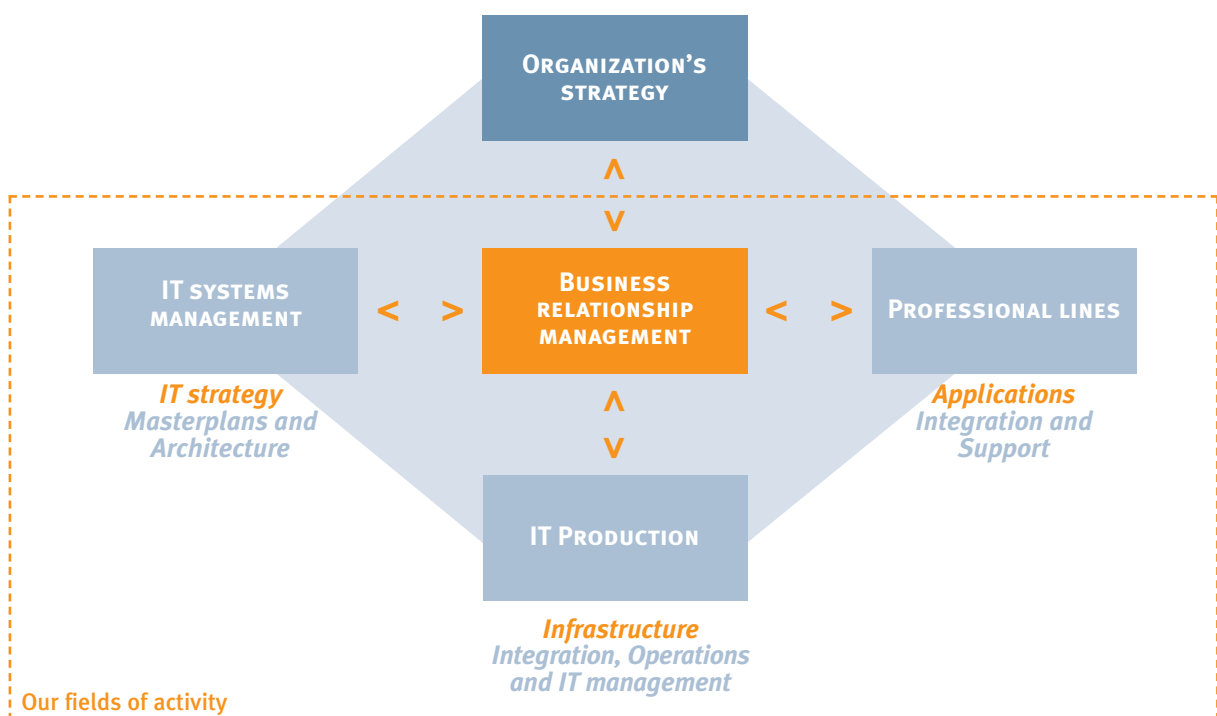 Organization's
strategy
IT systems
management
Business
relationship
management
Professional lines
IT strategy
Masterplans and
Architecture
Applications
Integration and
Support
IT Production
Infrastructure
Integration, Operations
and IT management
Our fields of activity